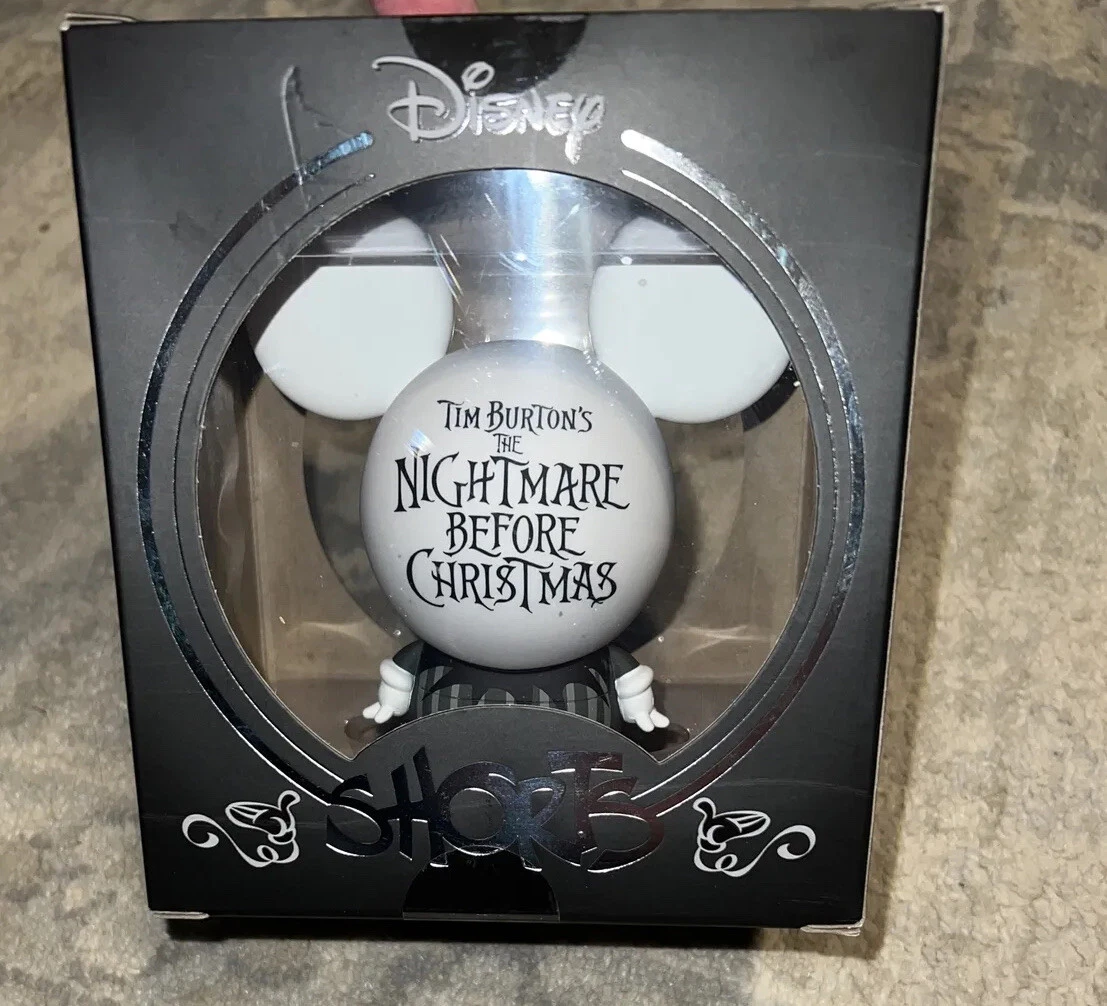 DISNEY
TIM BURTON'S
THE
NIGHTMARE
BEFORE
CHRISTMAS
SHORTS